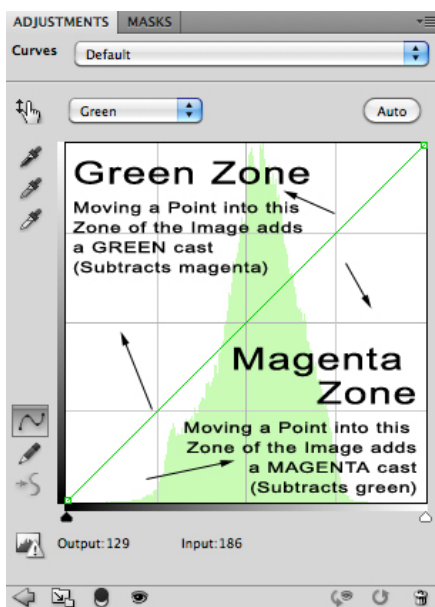 ADJUSTMENTS MASKS
Curves Default
Green Auto
Green Zone
Moving a Point into this
Zone of the Image adds
a GREEN cast
(Subtracts magenta)
Magenta
Zone
Moving a Point into this
Zone of the Image adds
a MAGENTA cast
(Subtracts green)
Output:129 Input:186